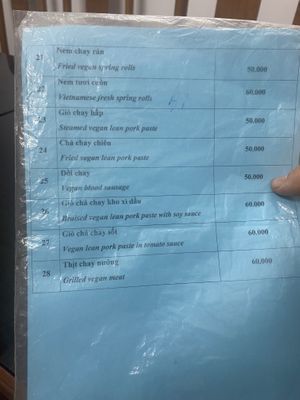 21 Nem chay rán
Fried vegan spring rolls 50.000
22 Nem tươi cuốn
Vietnamese fresh spring rolls 60.000
23 Giò chay hấp
Steamed vegan lean pork paste 50.000
24 Chả chay chiên
Fried vegan lean pork paste 50.000
25 Dồi chay
Vegan blood sausage 50.000
26 Giò chả chay kho xì dầu
Braised vegan lean pork paste with soy sauce 60.000
27 Giò chả chay sốt
Vegan lean pork paste in tomato sauce 60.000
28 Thịt chay nướng
Grilled vegan meat 60,000